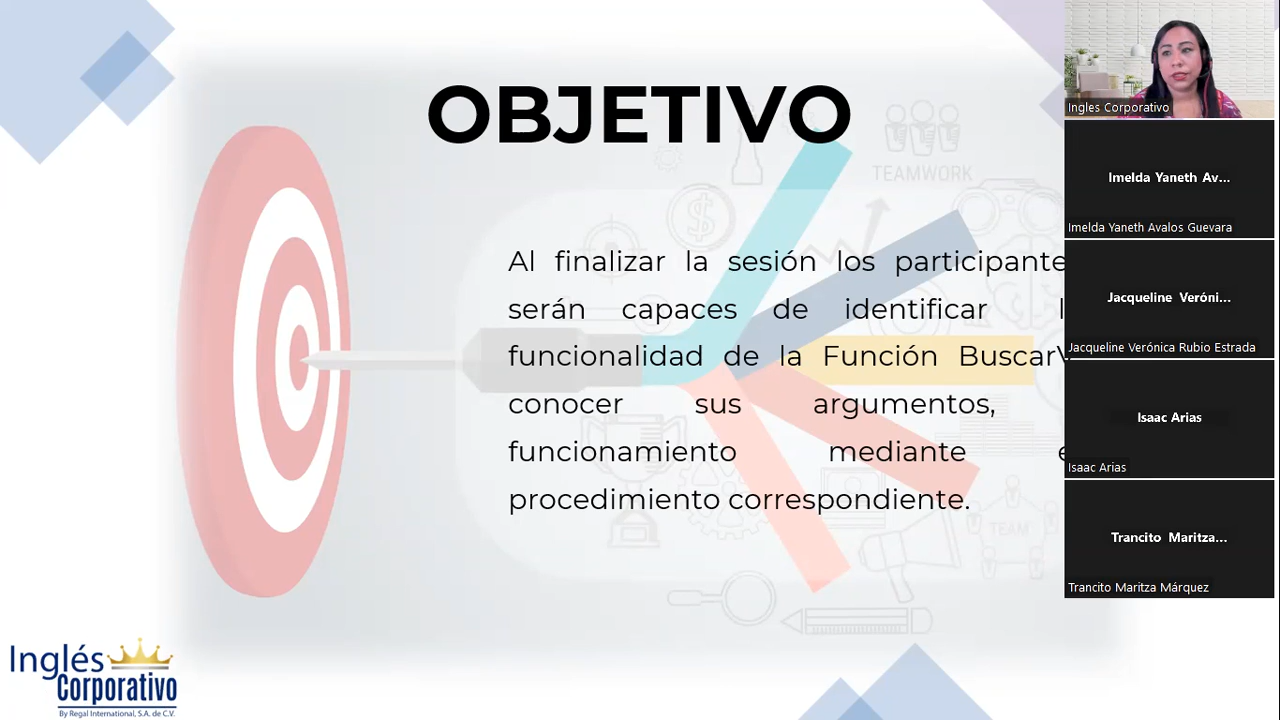 OBJETIVO
TEAMWORK
Al finalizar la sesión los participante
serán capaces de identificar l
funcionalidad de la Función BuscarV
conocer sus argumentos,
funcionamiento mediante e
procedimiento correspondiente.
TEAM
Inglés
Corporativo
By Regal International, S.A. de C.V.
Ingles Corporativo
Imelda Yaneth Av...
Imelda Yaneth Avalos Guevara
Jacqueline Veróni...
Jacqueline Verónica Rubio Estrada
Isaac Arias
Isaac Arias
Trancito Maritza...
Trancito Maritza Márquez